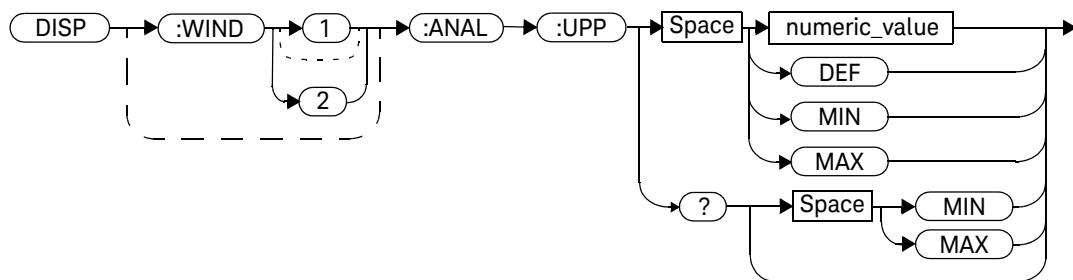 DISP :WIND 1 :ANAL :UPP Space numeric_value
2 DEF
MIN
MAX
? Space MIN
MAX